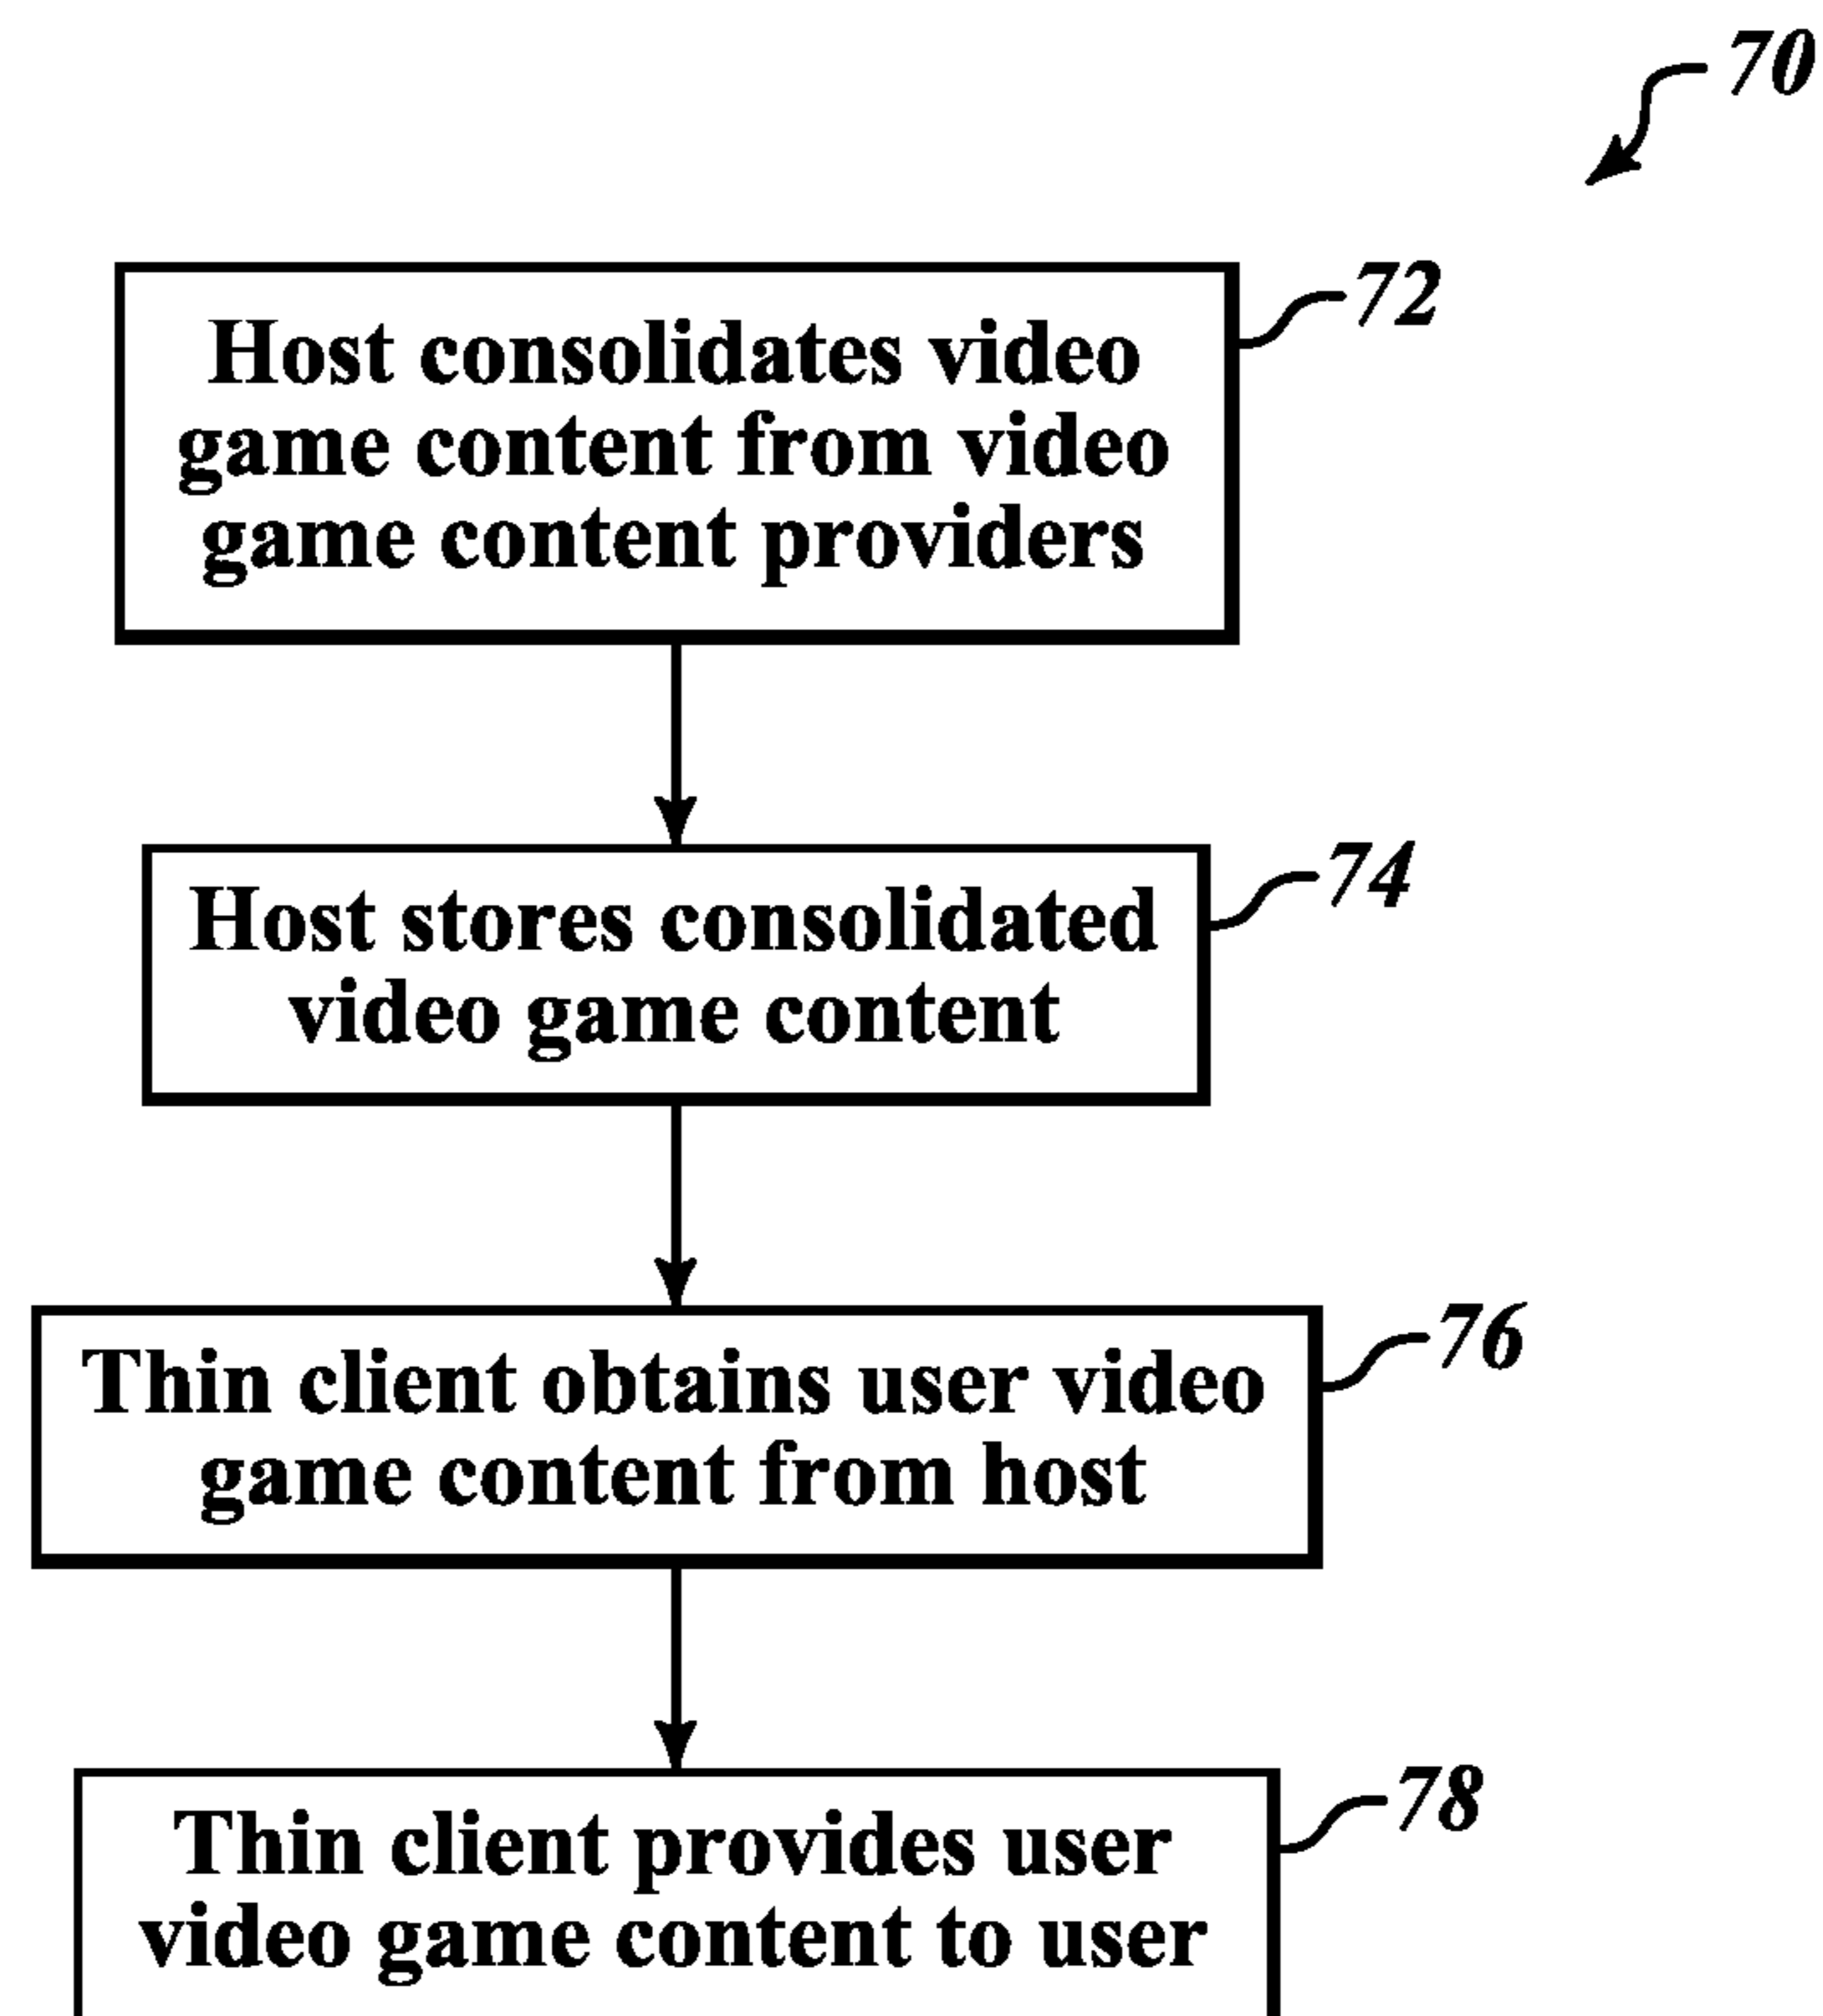 70
72
Host consolidates video
game content from video
game content providers
74
Host stores consolidated
video game content
76
Thin client obtains user video
game content from host
78
Thin client provides user
video game content to user